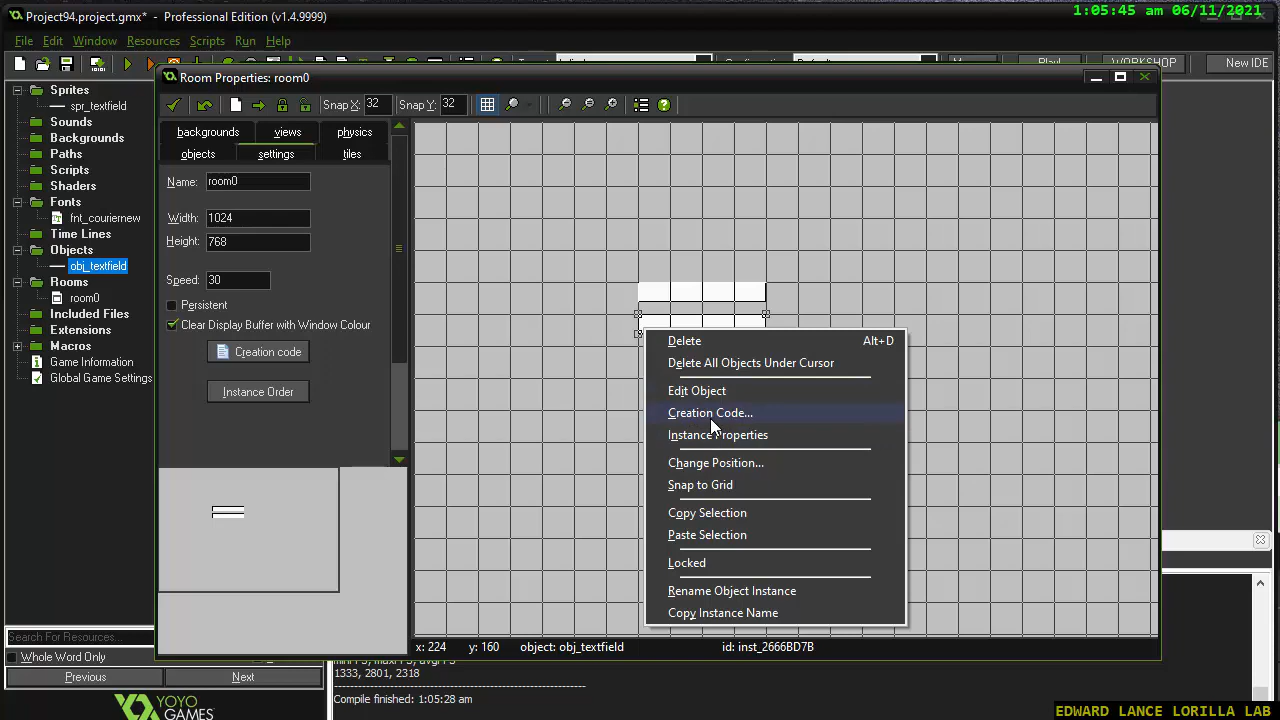 Project94.project.gmx* - Professional Edition (v1.4.9999)
1:05:45 am 06/11/2021
File Edit Window Resources Scripts Run Help
WORKSHOP
New IDE
Room Properties: room0
Snap X: 32 Snap Y: 32
Sprites
spr_textfield
Sounds
Backgrounds
Paths
Scripts
Shaders
Fonts
fnt_couriernew
Time Lines
Objects
obj_textfield
Rooms
room0
Included Files
Extensions
Macros
Game Information
Global Game Settings
backgrounds views physics
objects settings tiles
Name: room0
Width: 1024
Height: 768
Speed: 30
Persistent
Clear Display Buffer with Window Colour
Creation code
Instance Order
Delete Alt+D
Delete All Objects Under Cursor
Edit Object
Creation Code...
Instance Properties
Change Position...
Snap to Grid
Copy Selection
Paste Selection
Locked
Rename Object Instance
Copy Instance Name
x: 224 y: 160 object: obj_textfield id: inst_2666BD7B
Search For Resources...
Whole Word Only
Previous Next
1333, 2801, 2318
Compile finished: 1:05:28 am
YOYO
GAMES
EDWARD LANCE LORILLA LAB